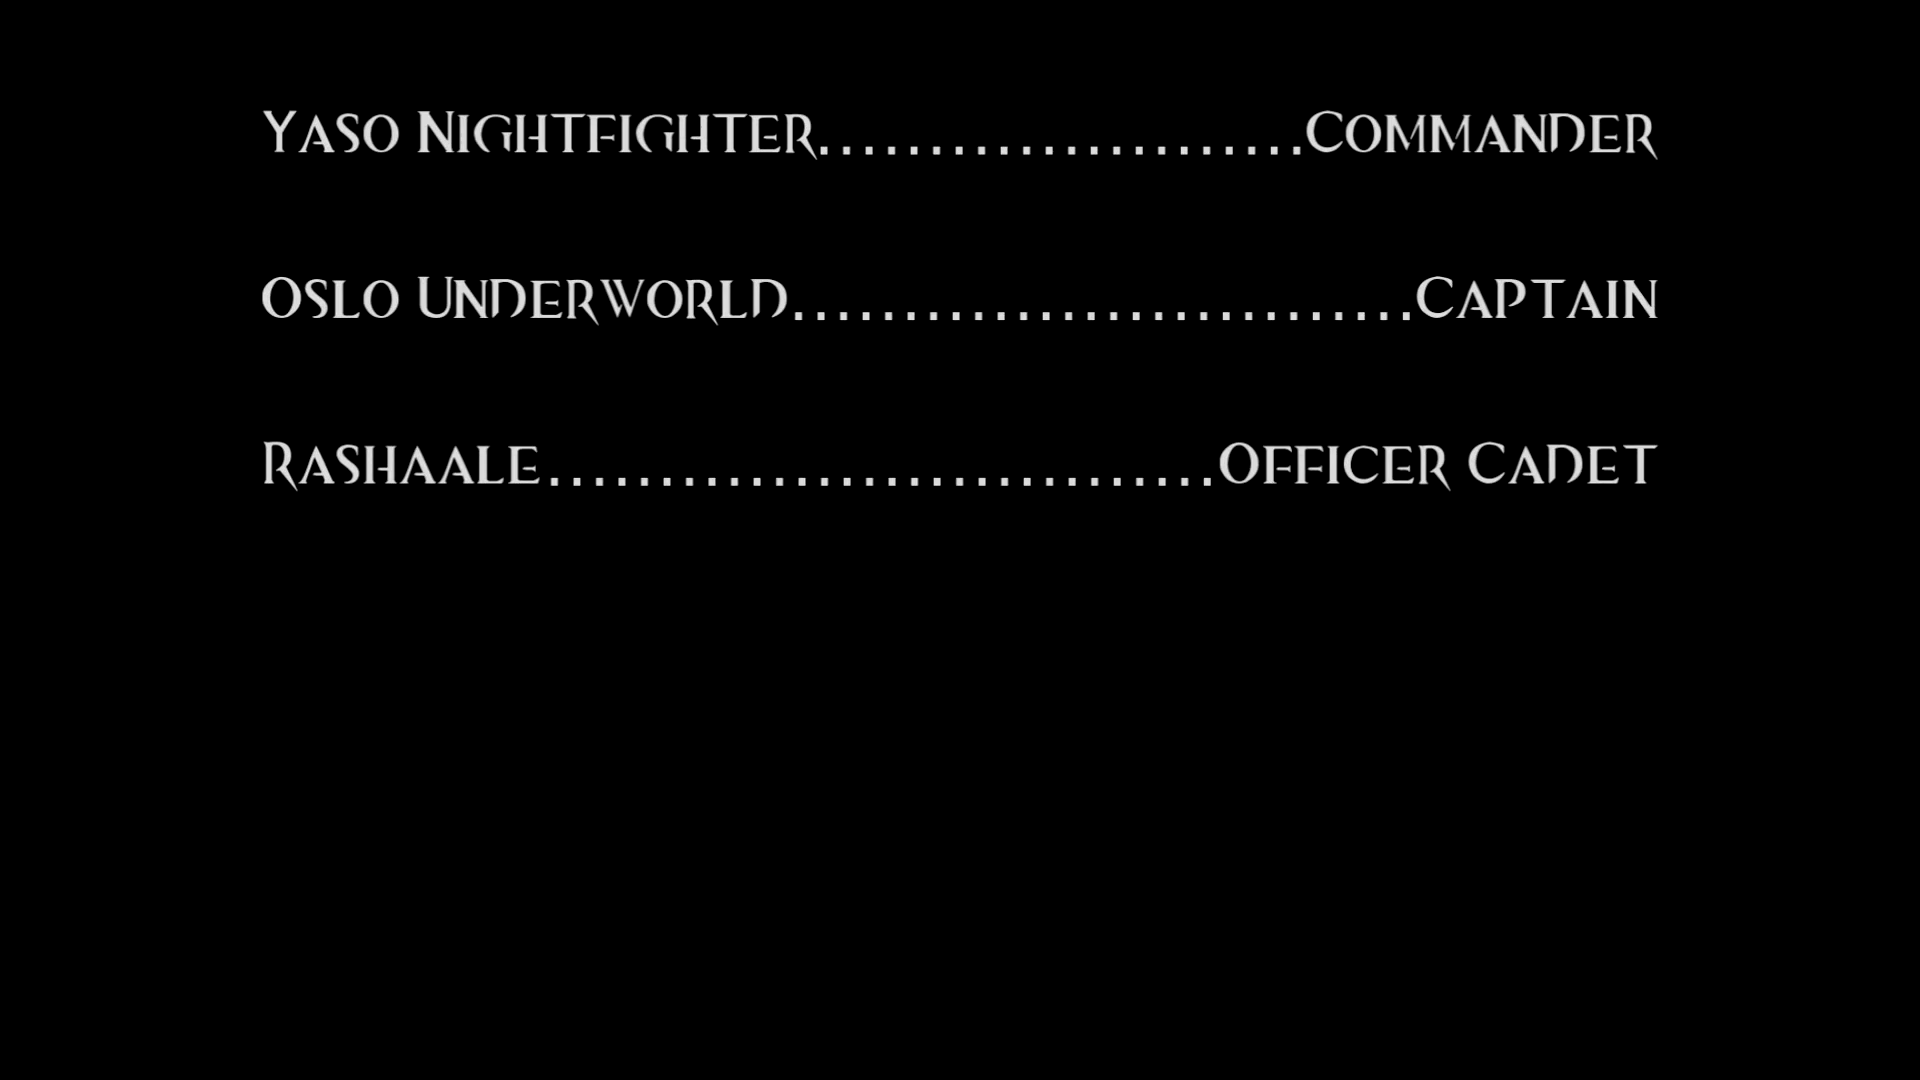 Yaso Nightfighter......................Commander
Oslo Underworld............................Captain
Rashaale..............................Officer Cadet